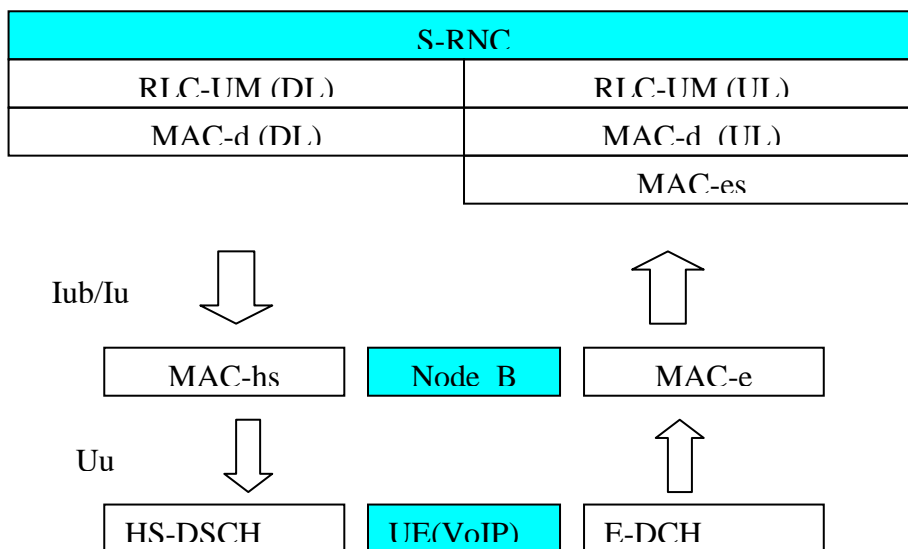 S-RNC
RLC-UM (DL) RLC-UM (UL)
MAC-d (DL) MAC-d (UL)
MAC-es
Iub/Iu
MAC-hs Node B MAC-e
Uu
HS-DSCH UE(VoIP) E-DCH